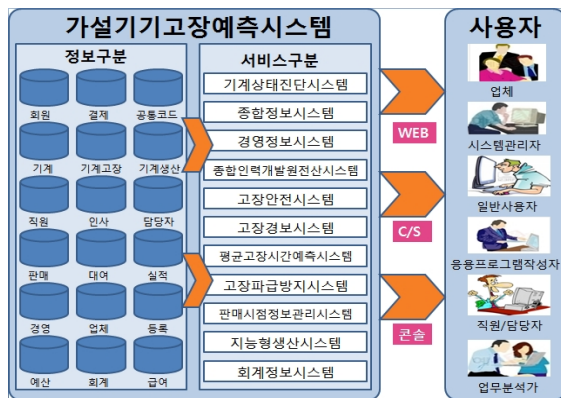 가설기기고장예측시스템
정보구분
회원 결제 공통코드
기계 기계고장 기계생산
직원 인사 담당자
판매 대여 실적
경영 업체 등록
예산 회계 급여
서비스구분
기계상태진단시스템
종합정보시스템
경영정보시스템
종합인력개발원전산시스템
고장안전시스템
고장경보시스템
평균고장시간예측시스템
고장파급방지시스템
판매시점정보관리시스템
지능형생산시스템
회계정보시스템
WEB
C/S
콘솔
사용자
업체
시스템관리자
일반사용자
응용프로그램작성자
직원/담당자
업무분석가